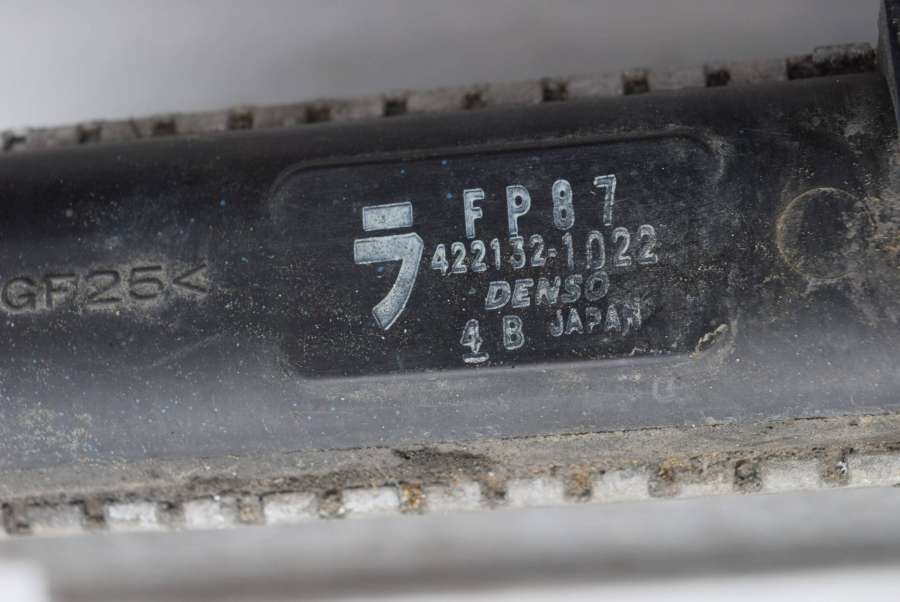 GF25<
ラ
FP87
422132-1022
DENSO
4 B JAPAN